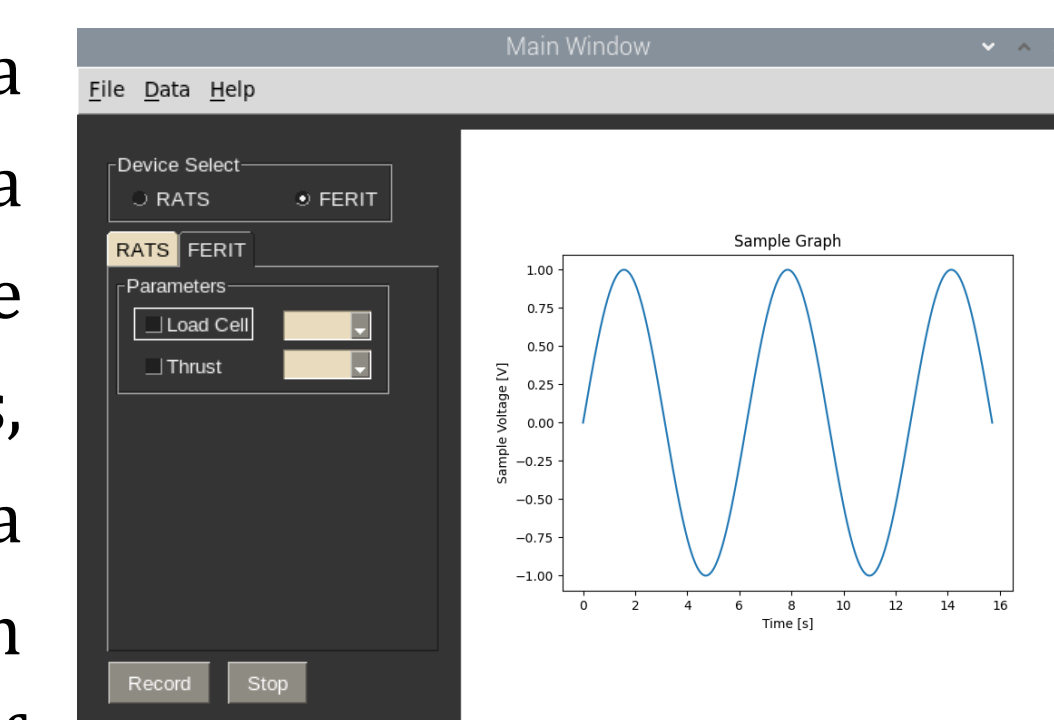 a
a
e
s,
a
n
Main Window
File Data Help
Device Select
RATS FERIT
RATS FERIT
Parameters
Load Cell
Thrust
Record Stop
Sample Graph
1.00
0.75
0.50
0.25
0.00
−0.25
−0.50
−0.75
−1.00
Sample Voltage [V]
0 2 4 6 8 10 12 14 16
Time [s]